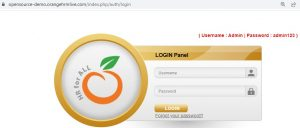 opensource-demo.orangehrmlive.com/index.php/auth/login
( Username : Admin | Password : admin123 )
LOGIN Panel
Username
Password
HR for ALL
LOGIN
Forgot your password?